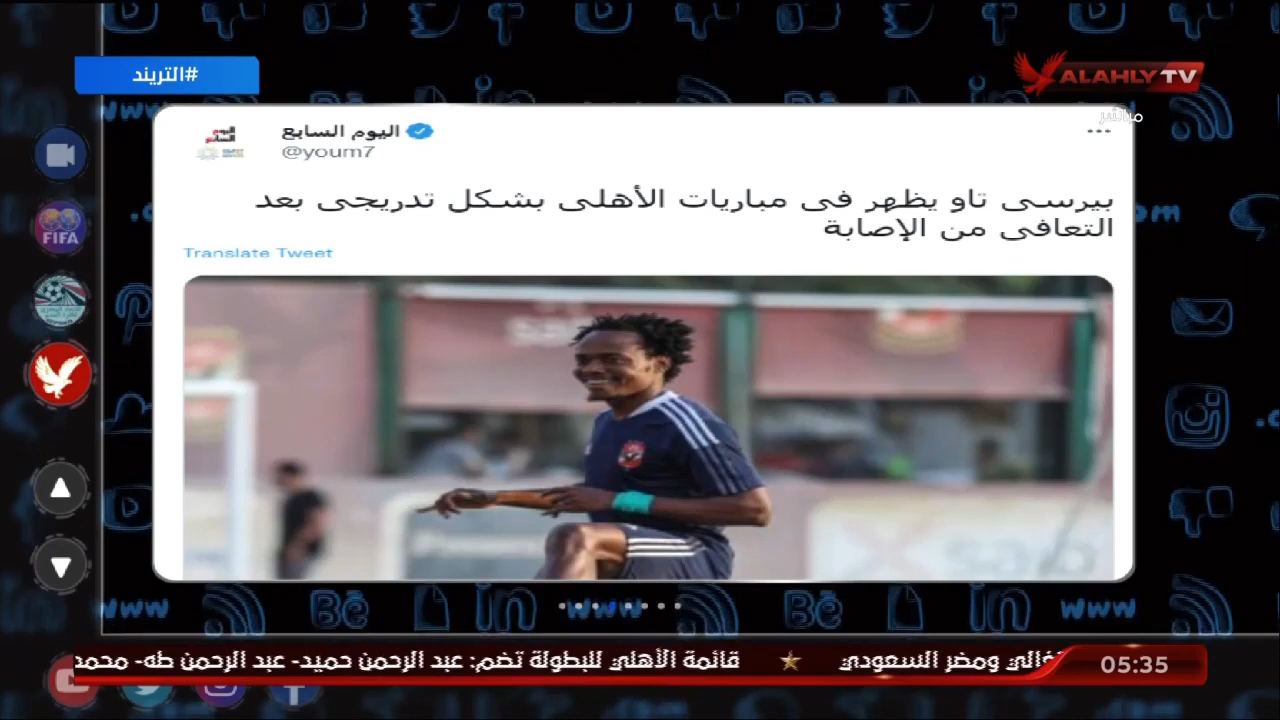 #التريند
ALAHLY TV
مباشر
اليوم السابع
@youm7
بيرسى تاو يظهر فى مباريات الأهلى بشكل تدريجى بعد
التعافى من الإصابة
Translate Tweet
FIFA
ومضر السعودي ★ قائمة الأهلي للبطولة تضم: عبد الرحمن حميد- عبد الرحمن طه- محمد
05:35